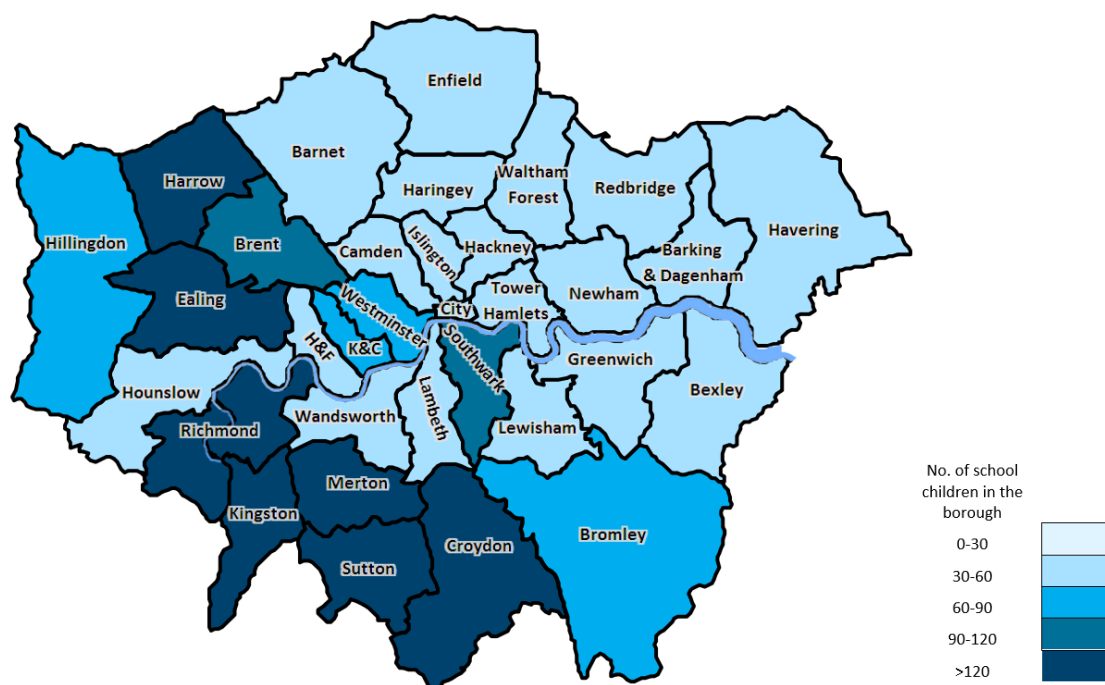 Enfield
Barnet
Haringey
Waltham
Forest
Redbridge
Harrow
Hillingdon
Brent
Camden
Islington
Hackney
Barking
& Dagenham
Havering
Ealing
Westminster
City
Tower
Hamlets
Newham
H&F
K&C
Southwark
Greenwich
Hounslow
Bexley
Richmond
Wandsworth
Lambeth
Lewisham
Merton
Kingston
Croydon
Bromley
Sutton
No. of school
children in the
borough
0-30
30-60
60-90
90-120
>120